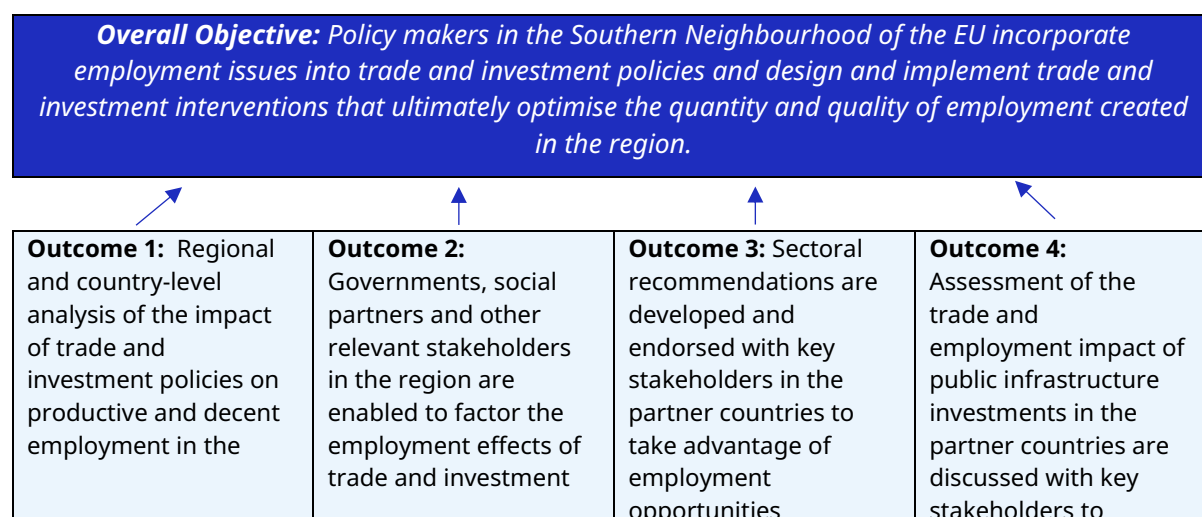 Overall Objective: Policy makers in the Southern Neighbourhood of the EU incorporate
employment issues into trade and investment policies and design and implement trade and
investment interventions that ultimately optimise the quantity and quality of employment created
in the region.
Outcome 1: Regional
and country-level
analysis of the impact
of trade and
investment policies on
productive and decent
employment in the
Outcome 2:
Governments, social
partners and other
relevant stakeholders
in the region are
enabled to factor the
employment effects of
trade and investment
Outcome 3: Sectoral
recommendations are
developed and
endorsed with key
stakeholders in the
partner countries to
take advantage of
employment
opportunities
Outcome 4:
Assessment of the
trade and
employment impact of
public infrastructure
investments in the
partner countries are
discussed with key
stakeholders to